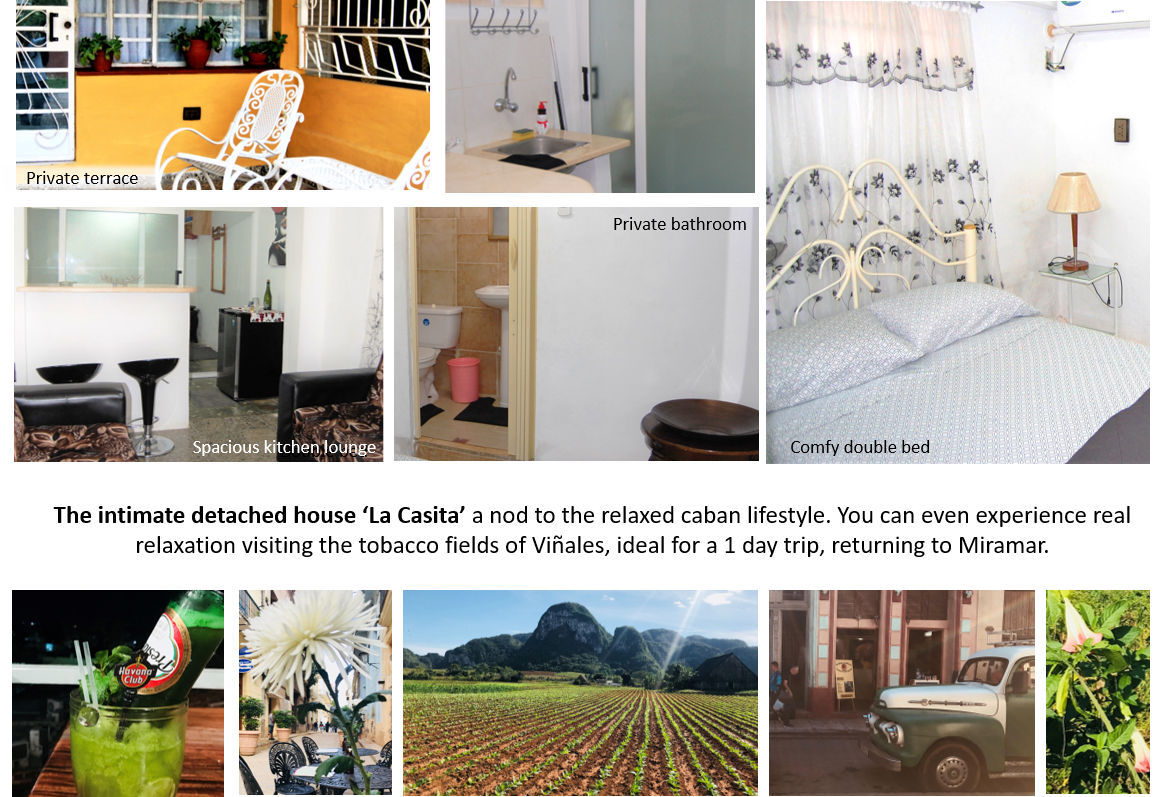 Private terrace
Private bathroom
Spacious kitchen lounge
Comfy double bed
The intimate detached house ‘La Casita’ a nod to the relaxed caban lifestyle. You can even experience real
relaxation visiting the tobacco fields of Viñales, ideal for a 1 day trip, returning to Miramar.
Havana
Club